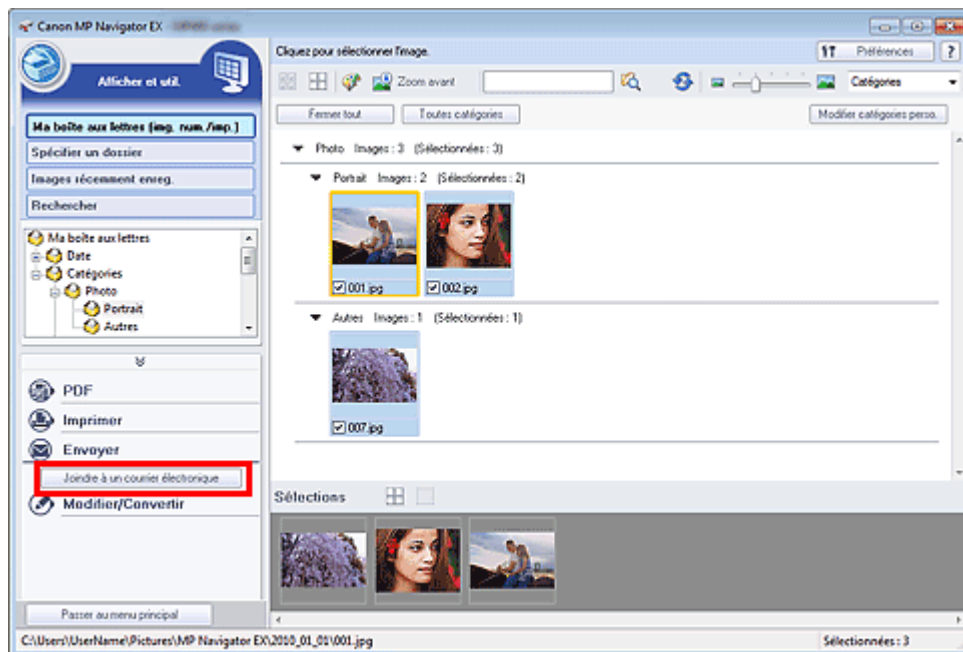 Canon MP Navigator EX
Afficher et util.
Ma boîte aux lettres (img. num./imp.)
Spécifier un dossier
Images récemment enreg.
Rechercher
Ma boîte aux lettres
Date
Catégories
Photo
Portrait
Autres
PDF
Imprimer
Envoyer
Joindre à un courrier électronique
Modifier/Convertir
Passer au menu principal
Cliquez pour sélectionner l'image.
Préférences
?
Zoom avant
Catégories
Fermer tout
Toutes catégories
Modifier catégories perso.
Photo Images : 3 (Sélectionnées : 3)
Portrait Images : 2 (Sélectionnées : 2)
001.jpg
002.jpg
Autres Images : 1 (Sélectionnées : 1)
007.jpg
Sélections
C:\Users\UserName\Pictures\MP Navigator EX\2010_01_01\001.jpg
Sélectionnées : 3